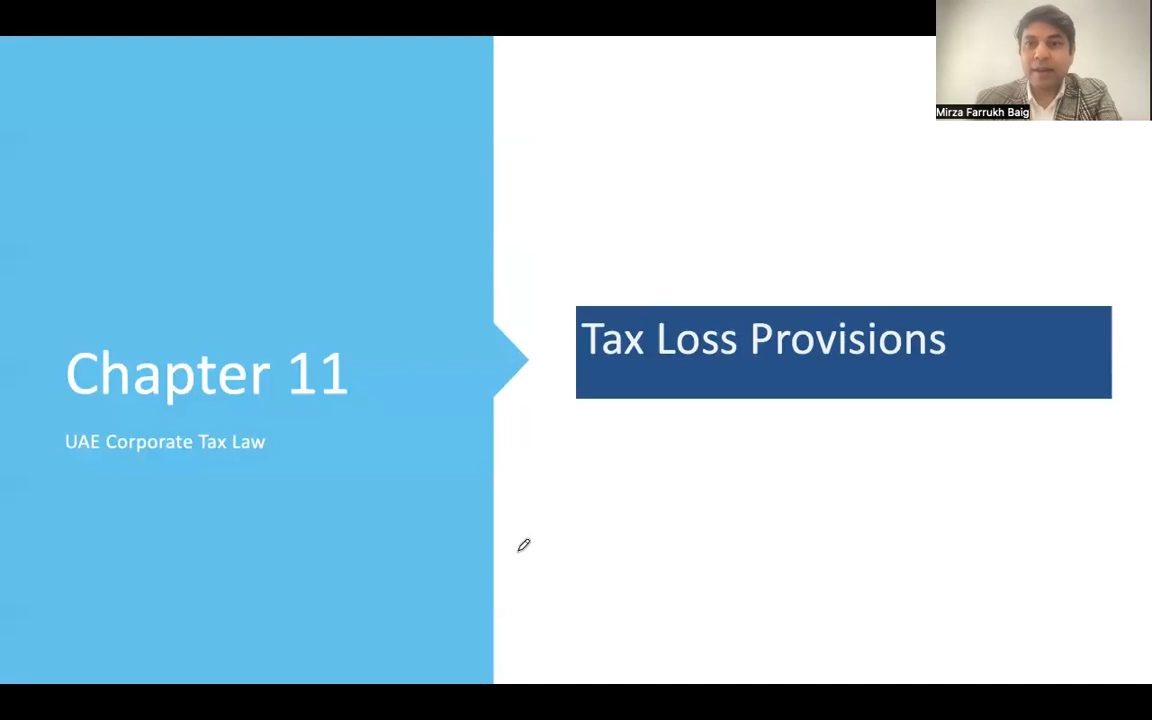 Mirza Farrukh Baig
Tax Loss Provisions
Chapter 11
UAE Corporate Tax Law